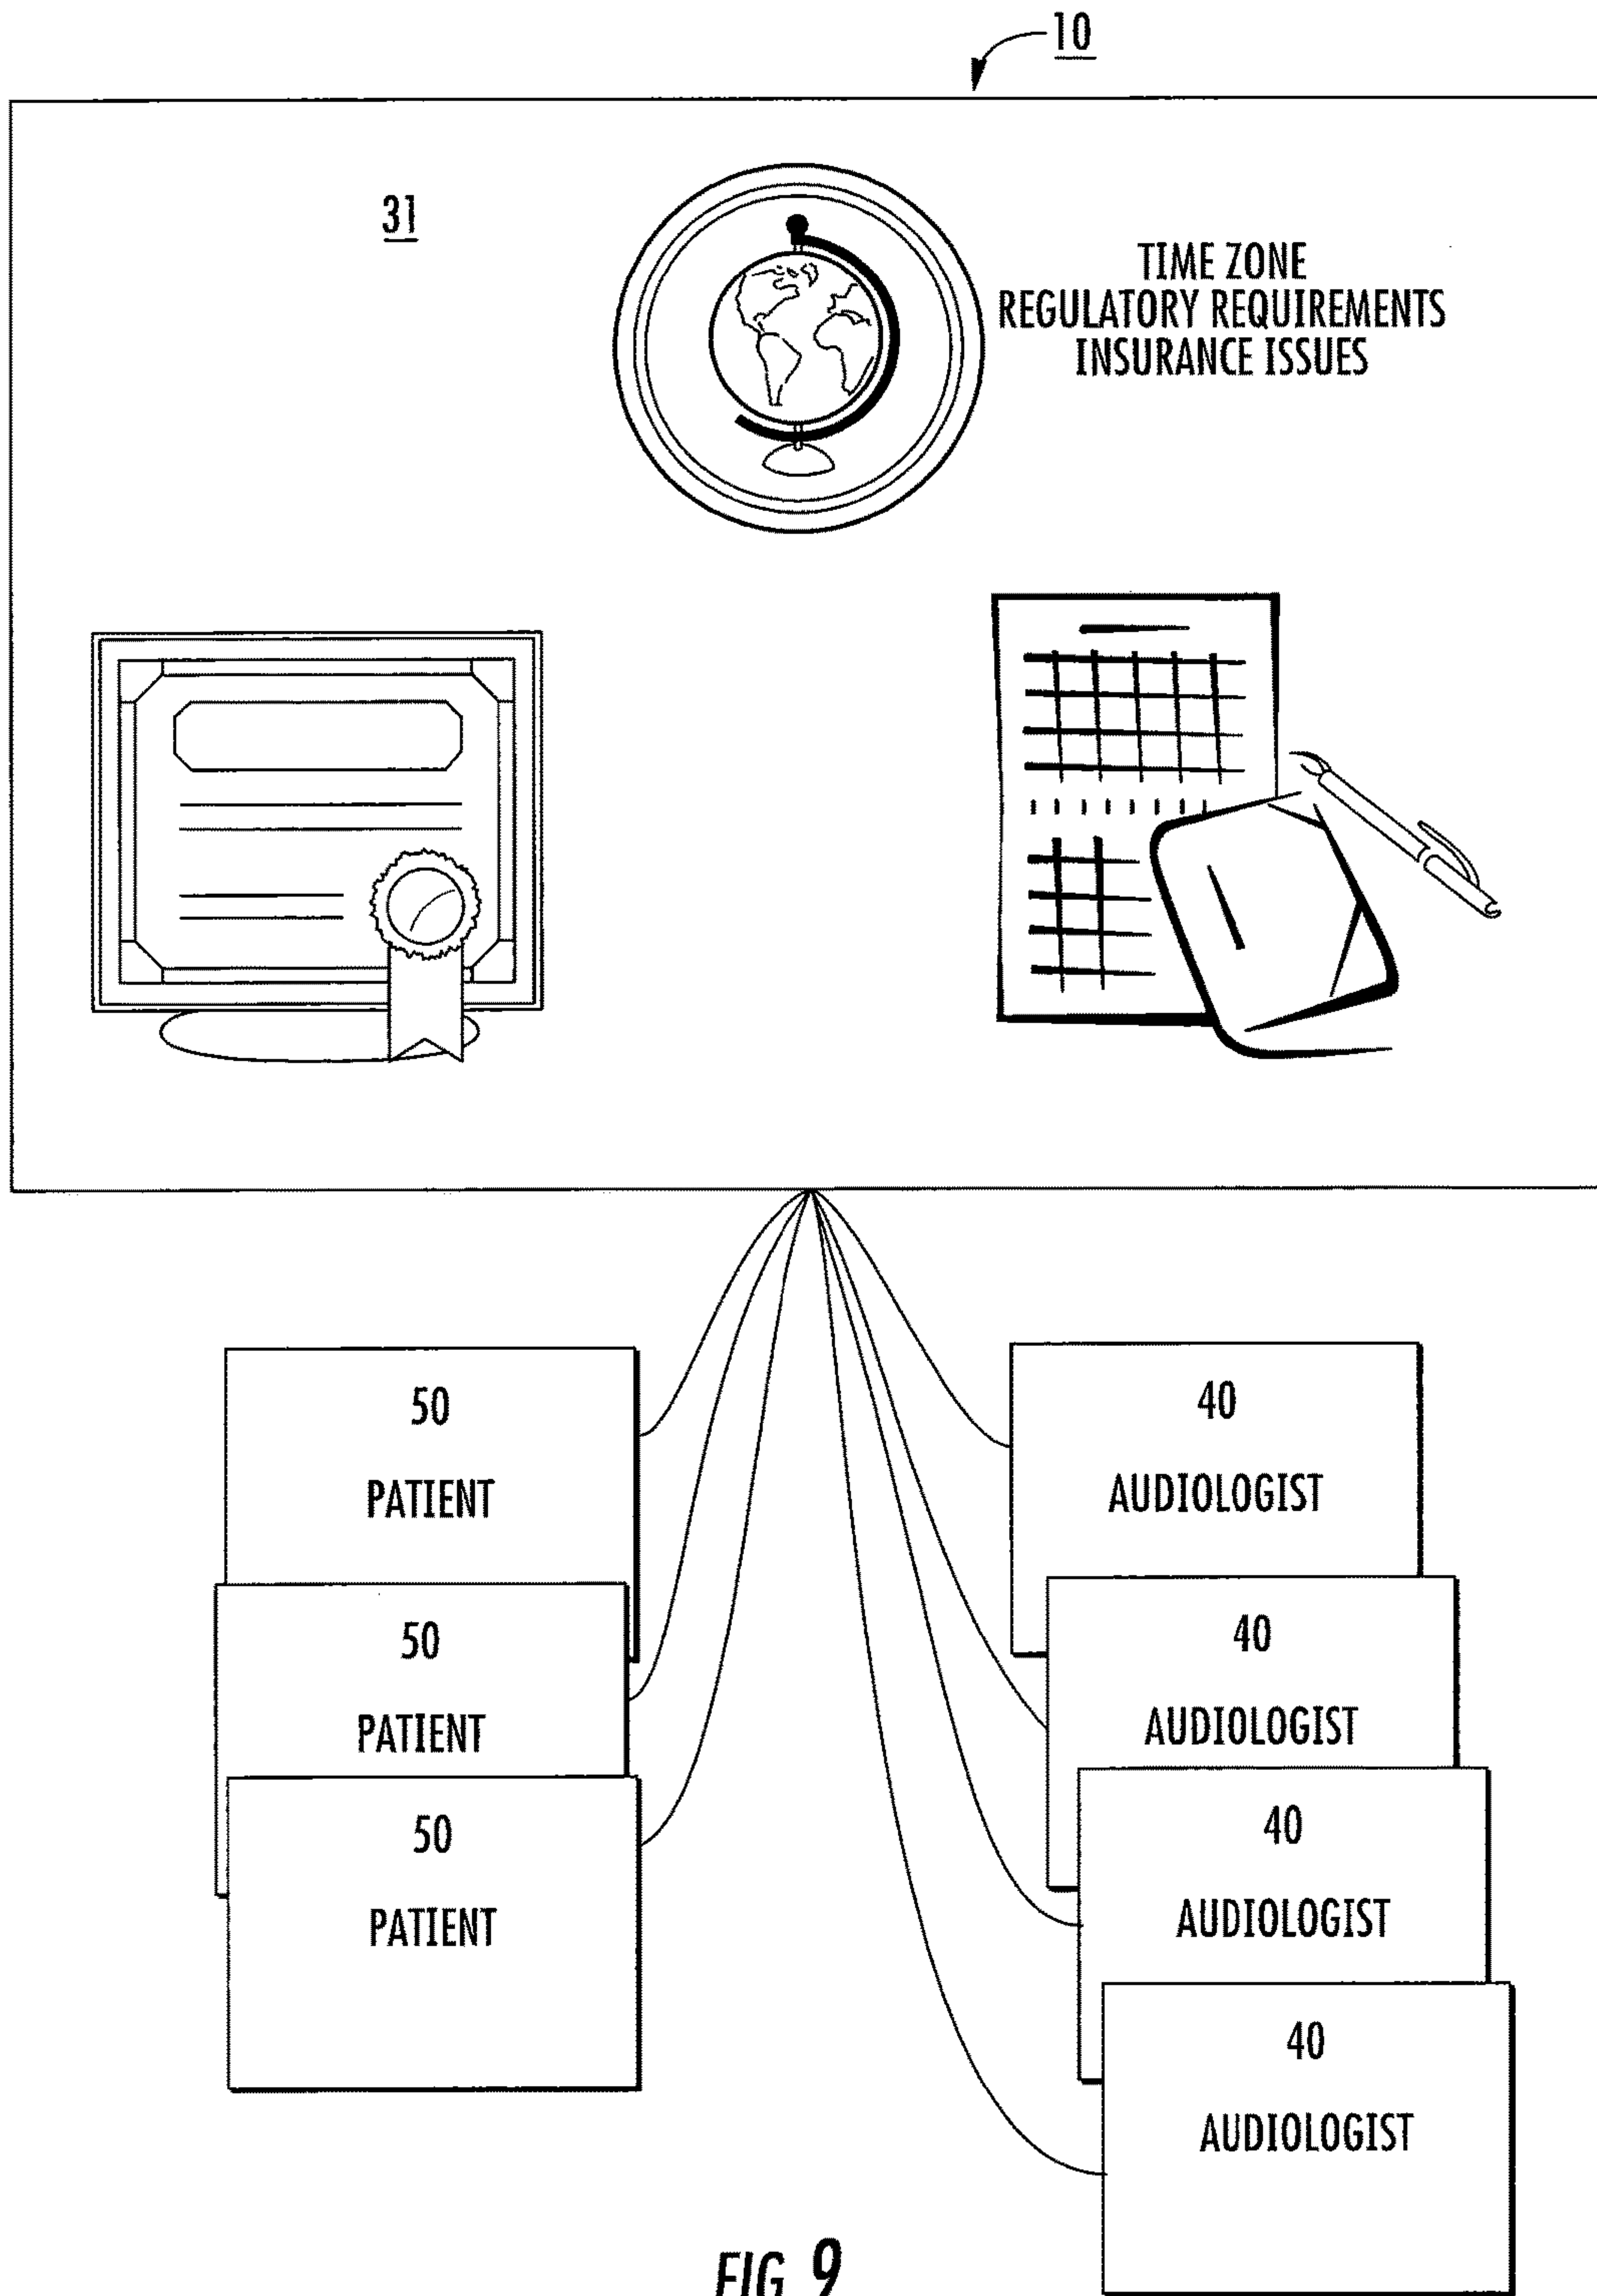 10
31
TIME ZONE
REGULATORY REQUIREMENTS
INSURANCE ISSUES
50
PATIENT
50
PATIENT
50
PATIENT
40
AUDIOLOGIST
40
AUDIOLOGIST
40
AUDIOLOGIST
40
AUDIOLOGIST
FIG 9